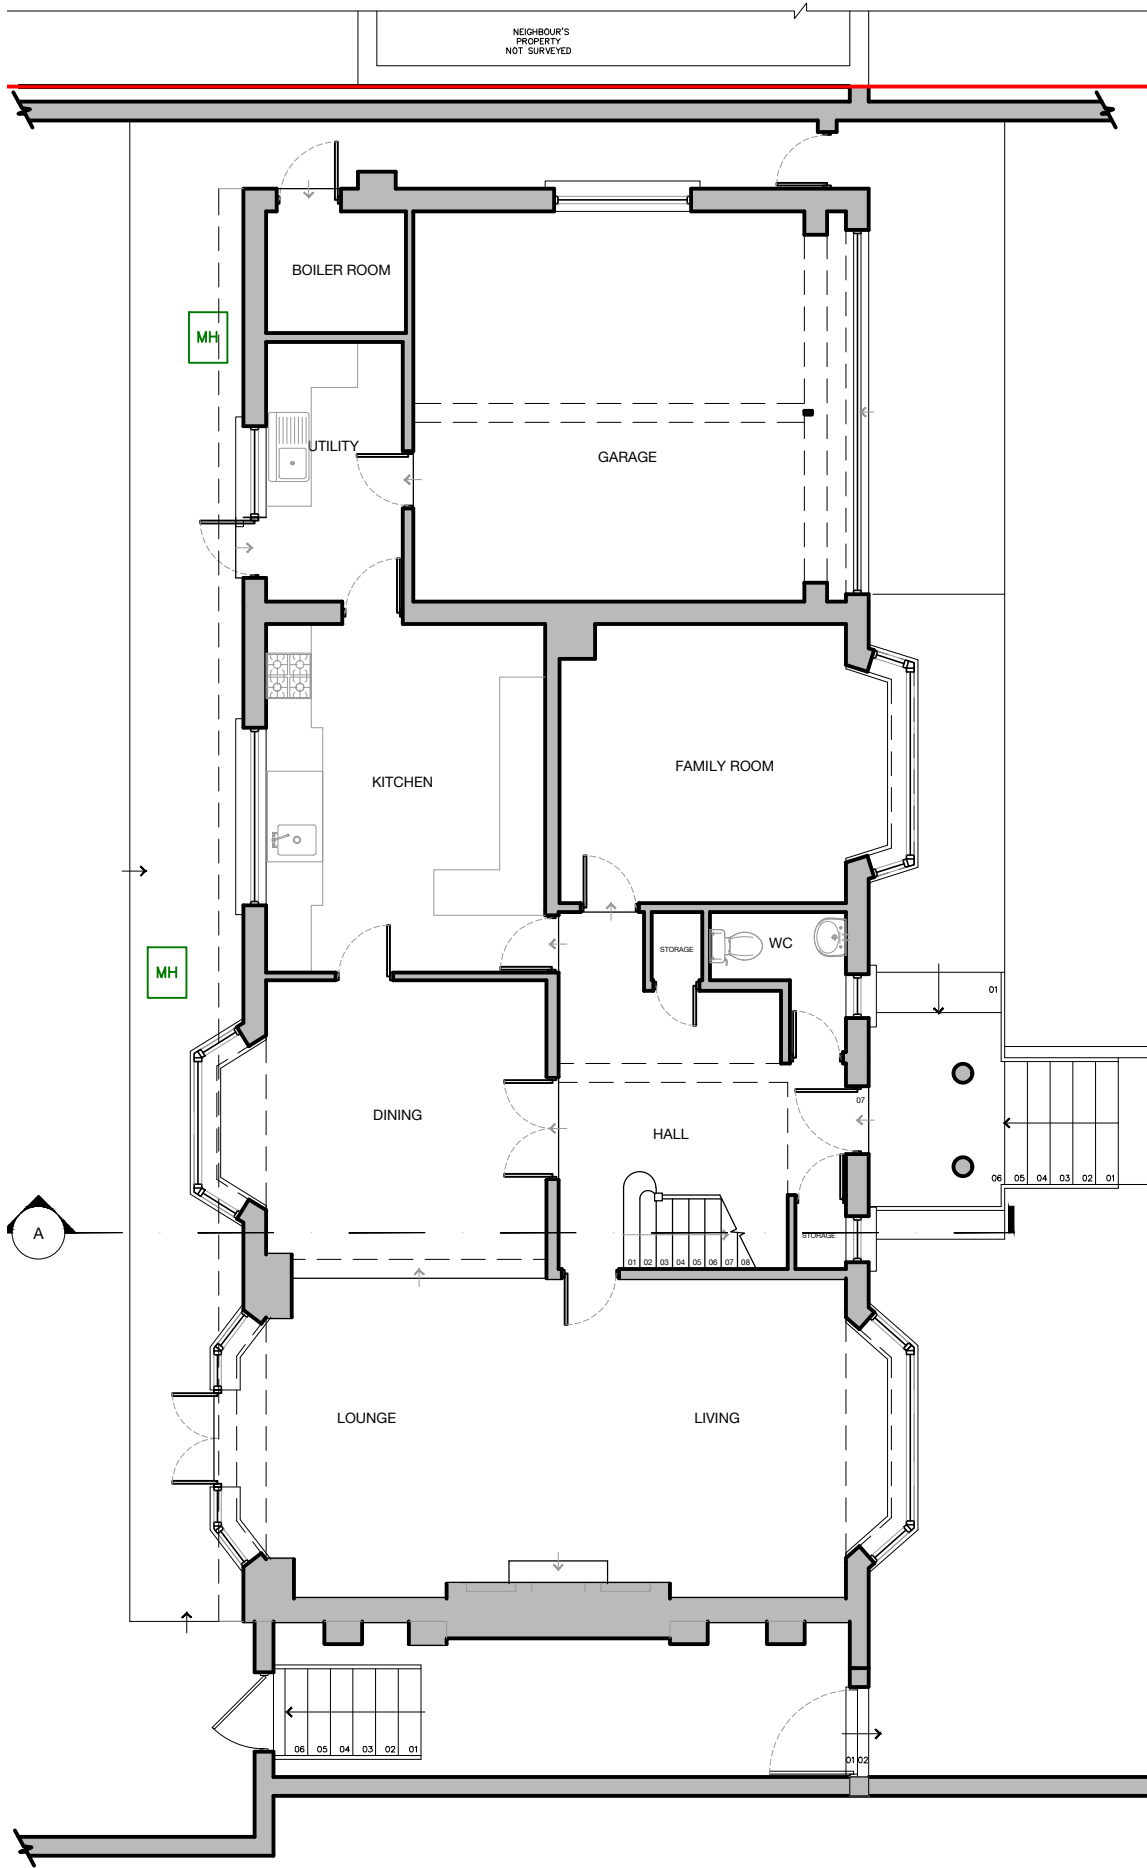 NEIGHBOUR'S
PROPERTY
NOT SURVEYED
BOILER ROOM
MH
UTILITY
GARAGE
KITCHEN
FAMILY ROOM
STORAGE
WC
MH
01
07
DINING
HALL
06 05 04 03 02 01
A
STORAGE
01 02 03 04 05 06 07 08
LOUNGE
LIVING
06 05 04 03 02 01
01 02